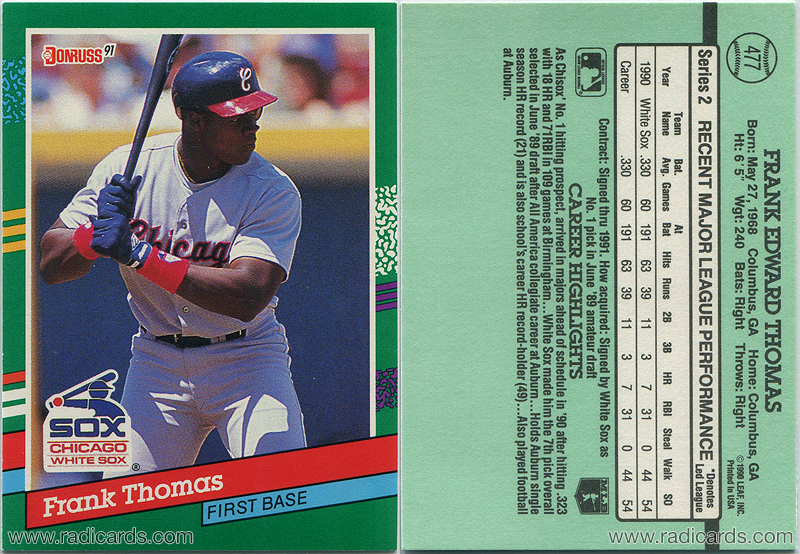 DONRUSS 91
C
Chicag
SOX
CHICAGO
WHITE SOX ®
Frank Thomas
FIRST BASE
www.radicards.com
477
FRANK EDWARD THOMAS
Born: May 27, 1968 Columbus, GA Home: Columbus, GA
Ht: 6' 5" Wgt: 240 Bats: Right Throws: Right
© 1990 LEAF, INC.
Printed in USA
Series 2 RECENT MAJOR LEAGUE PERFORMANCE *Denotes Led League
Year Team Name Bat. Avg. Games At Bat Hits Runs 2B 3B HR RBI Steal Walk SO
1990 White Sox .330 60 191 63 39 11 3 7 31 0 44 54
Career .330 60 191 63 39 11 3 7 31 0 44 54
Contract: Signed thru 1991 How acquired: Signed by White Sox as
No. 1 pick in June '89 amateur draft
CAREER HIGHLIGHTS
As Chisox' No. 1 hitting prospect, arrived in majors ahead of schedule in '90 after hitting .323
with 18 HR and 71 RBI in 109 games at Birmingham...White Sox made him the 7th pick overall
selected in June '89 draft after All America collegiate career at Auburn...Holds Auburn single
season HR record (21) and is also school's career HR record-holder (49)...Also played football
at Auburn.
www.radicards.com